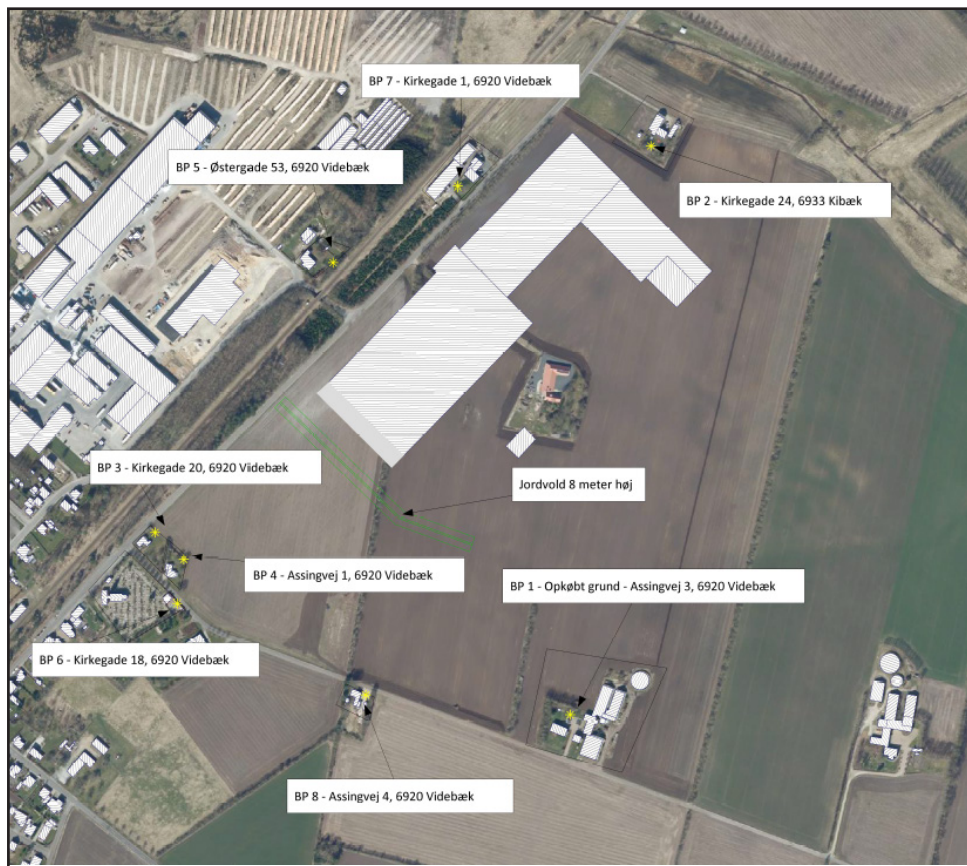 BP 7 - Kirkegade 1, 6920 Videbæk
BP 5 - Østergade 53, 6920 Videbæk
BP 2 - Kirkegade 24, 6933 Kibæk
BP 3 - Kirkegade 20, 6920 Videbæk
Jordvold 8 meter høj
BP 4 - Assingvej 1, 6920 Videbæk
BP 1 - Opkøbt grund - Assingvej 3, 6920 Videbæk
BP 6 - Kirkegade 18, 6920 Videbæk
BP 8 - Assingvej 4, 6920 Videbæk